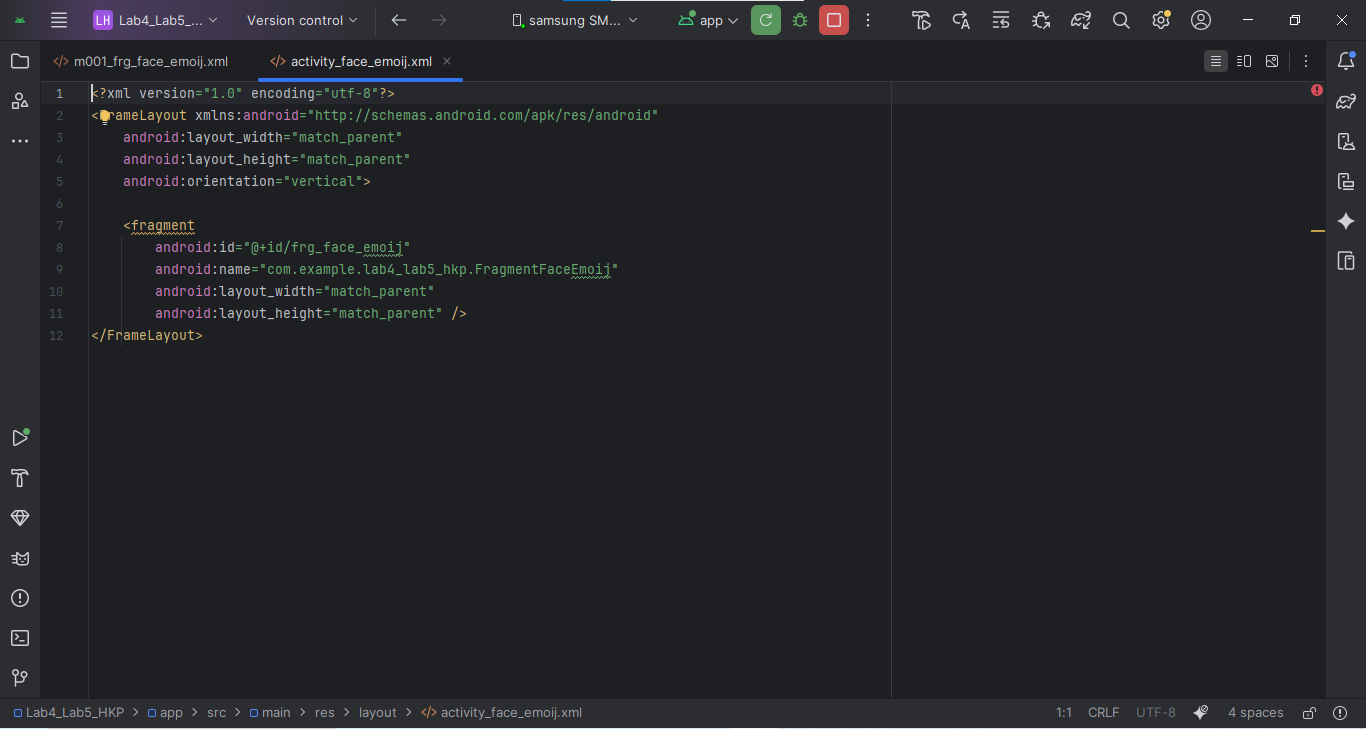 LH Lab4_Lab5_... Version control samsung SM... app
m001_frg_face_emoij.xml activity_face_emoij.xml
1 <?xml version="1.0" encoding="utf-8"?>
2 <FrameLayout xmlns:android="http://schemas.android.com/apk/res/android"
3 android:layout_width="match_parent"
4 android:layout_height="match_parent"
5 android:orientation="vertical">
6
7 <fragment
8 android:id="@+id/frg_face_emoij"
9 android:name="com.example.lab4_lab5_hkp.FragmentFaceEmoij"
10 android:layout_width="match_parent"
11 android:layout_height="match_parent" />
12 </FrameLayout>
Lab4_Lab5_HKP > app > src > main > res > layout > activity_face_emoij.xml 1:1 CRLF UTF-8 4 spaces